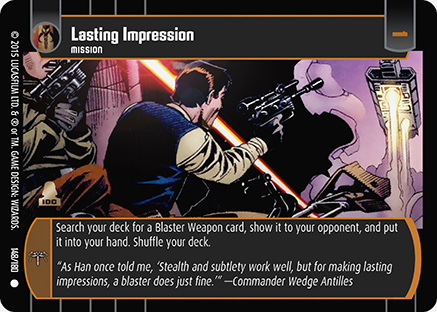 Lasting Impression
MISSION
1
© 2015 LUCASFILM LTD. & ® or TM. GAME DESIGN: WIZARDS.
IDC
Search your deck for a Blaster Weapon card, show it to your opponent, and put
it into your hand. Shuffle your deck.
"As Han once told me, 'Stealth and subtlety work well, but for making lasting
impressions, a blaster does just fine.'" —Commander Wedge Antilles
148/180